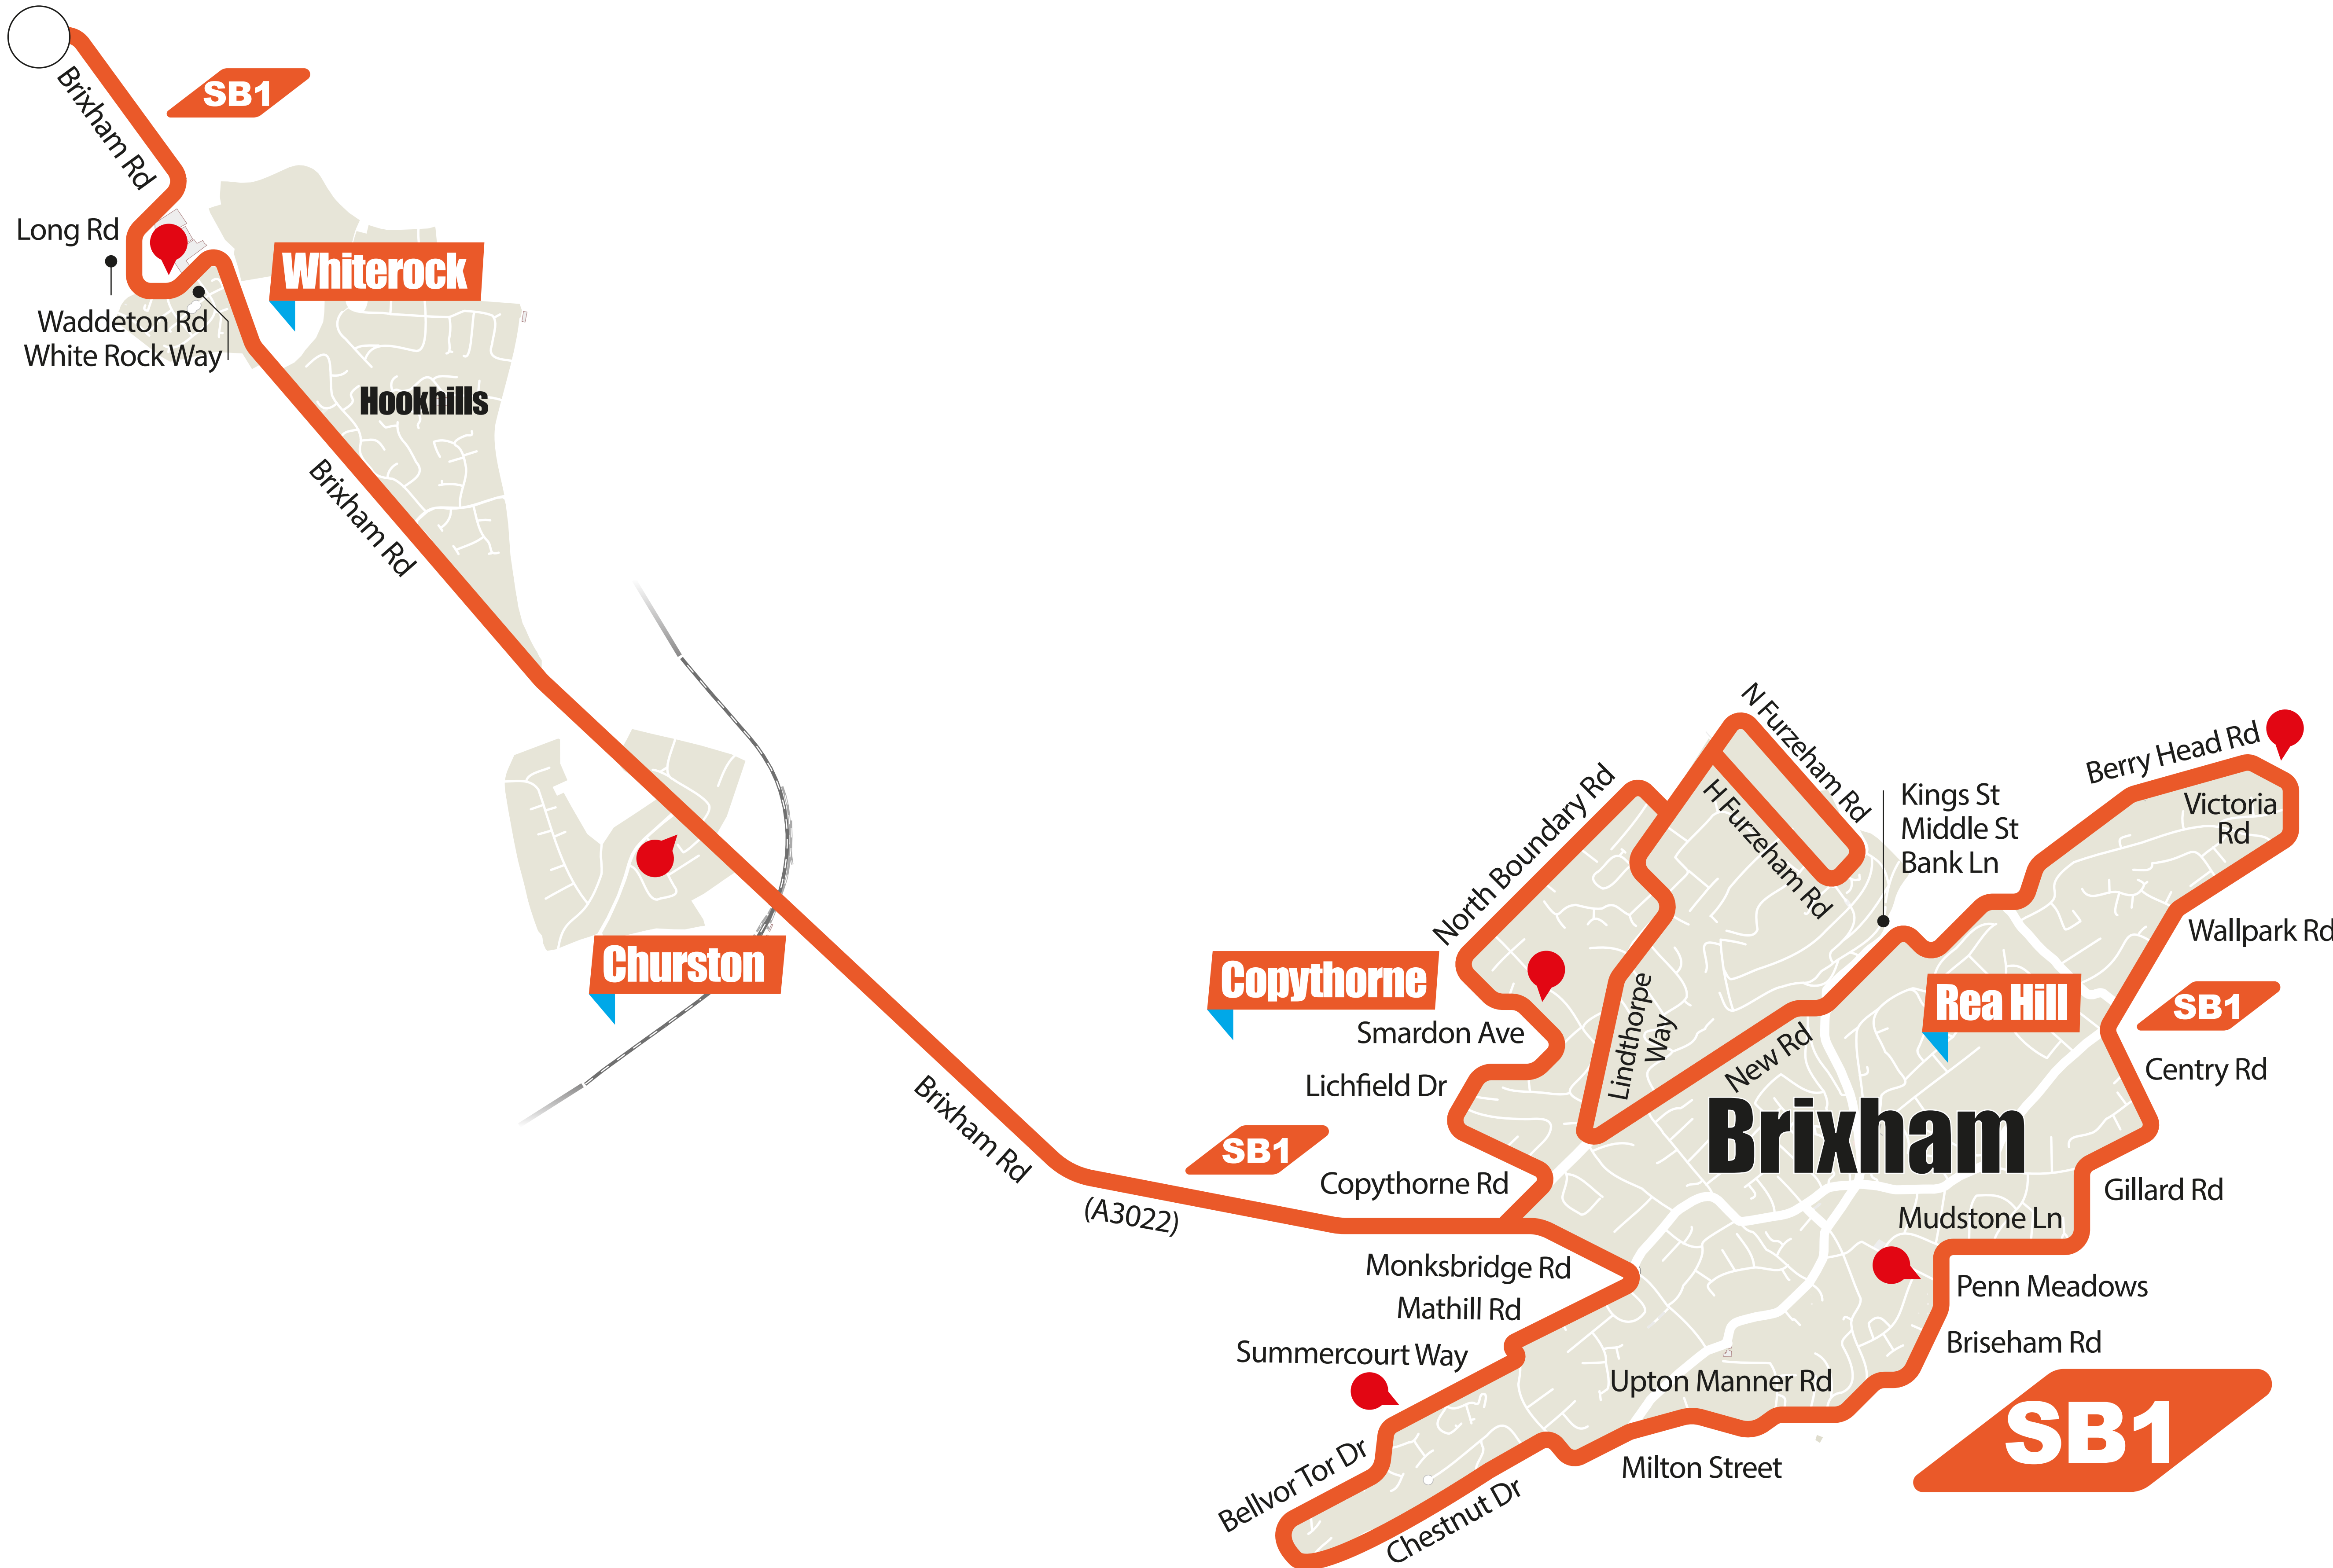 Brixham Rd
SB1
Long Rd
Whiterock
Waddeton Rd
White Rock Way
Hookhills
Brixham Rd
Churston
Brixham Rd
(A3022)
SB1
Copythorne
North Boundary Rd
N Furzeham Rd
H Furzeham Rd
Kings St
Middle St
Bank Ln
Berry Head Rd
Victoria
Rd
Wallpark Rd
SB1
Rea Hill
Smardon Ave
Lichfield Dr
Lindthorpe
Way
New Rd
Centry Rd
Brixham
Copythorne Rd
Gillard Rd
Mudstone Ln
Monksbridge Rd
Penn Meadows
Mathill Rd
Briseham Rd
Summercourt Way
Upton Manner Rd
Bellvor Tor Dr
Milton Street
Chestnut Dr
SB1